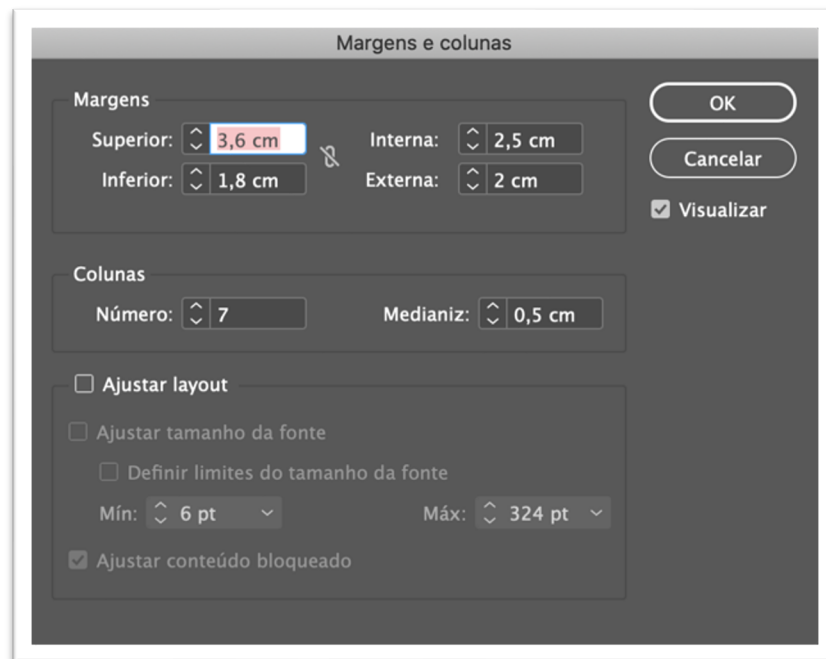 Margens e colunas
Margens
Superior: 3,6 cm Interna: 2,5 cm
Inferior: 1,8 cm Externa: 2 cm
OK
Cancelar
Visualizar
Colunas
Número: 7 Medianiz: 0,5 cm
Ajustar layout
Ajustar tamanho da fonte
Definir limites do tamanho da fonte
Mín: 6 pt Máx: 324 pt
Ajustar conteúdo bloqueado